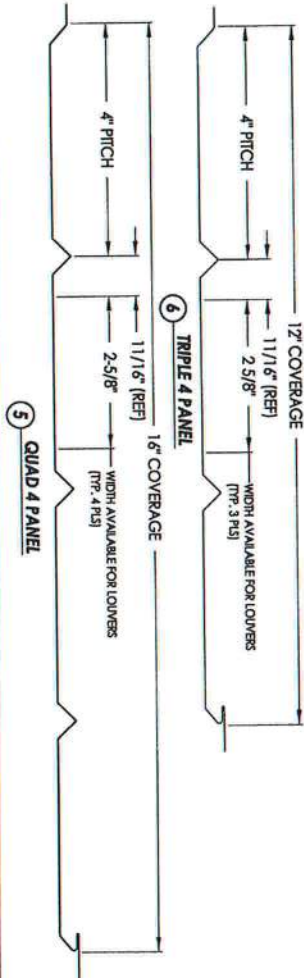 12" COVERAGE
4" PITCH
11/16" (REF)
2 5/8"
WIDTH AVAILABLE FOR LOUVERS
(TYP. 3 PLS)
6 TRIPLE 4 PANEL
16" COVERAGE
4" PITCH
11/16" (REF)
2-5/8"
WIDTH AVAILABLE FOR LOUVERS
(TYP. 4 PLS)
5 QUAD 4 PANEL